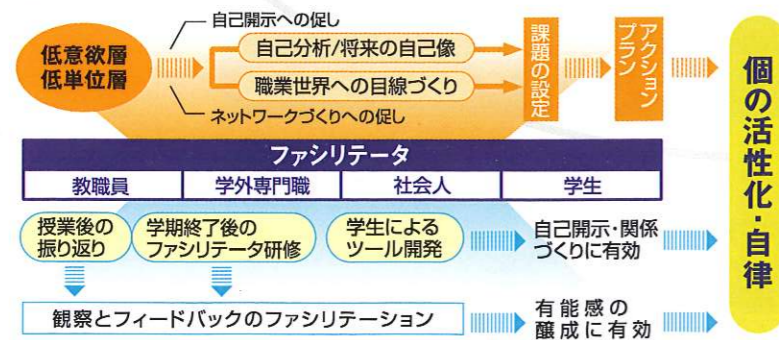 自己開示への促し
低意欲層
低単位層
自己分析/将来の自己像
職業世界への目線づくり
ネットワークづくりへの促し
課題の設定
アクション
プラン
個の活性化・自律
ファシリテータ
教職員
学外専門職
社会人
学生
授業後の
振り返り
学期終了後の
ファシリテータ研修
学生による
ツール開発
自己開示・関係
づくりに有効
観察とフィードバックのファシリテーション
有能感の
醸成に有効